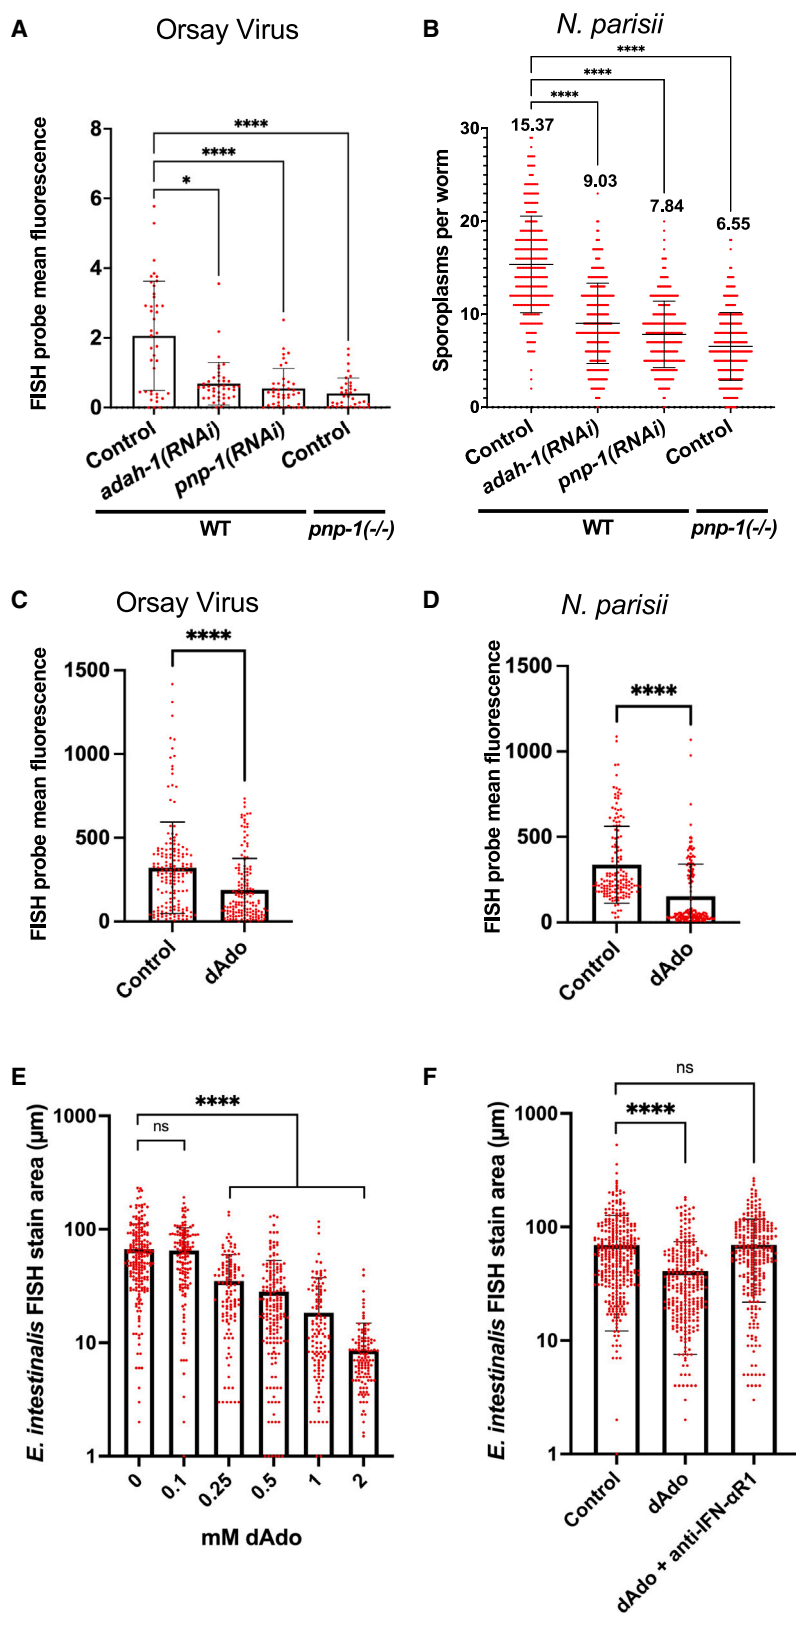 A
Orsay Virus
FISH probe mean fluorescence
8
6
4
2
0
****
****
*
Control
adah-1(RNAi)
pnp-1(RNAi)
Control
WT
pnp-1(-/-)
B
N. parisii
Sporoplasms per worm
30
20
10
0
****
****
****
15.37
9.03
7.84
6.55
Control
adah-1(RNAi)
pnp-1(RNAi)
Control
WT
pnp-1(-/-)
C
Orsay Virus
FISH probe mean fluorescence
1500
1000
500
0
****
Control
dAdo
D
N. parisii
FISH probe mean fluorescence
1500
1000
500
0
****
Control
dAdo
E
E. intestinalis FISH stain area (µm)
1000
100
10
1
****
ns
0
0.1
0.25
0.5
1
2
mM dAdo
F
E. intestinalis FISH stain area (µm)
1000
100
10
1
ns
****
Control
dAdo
dAdo + anti-IFN-αR1